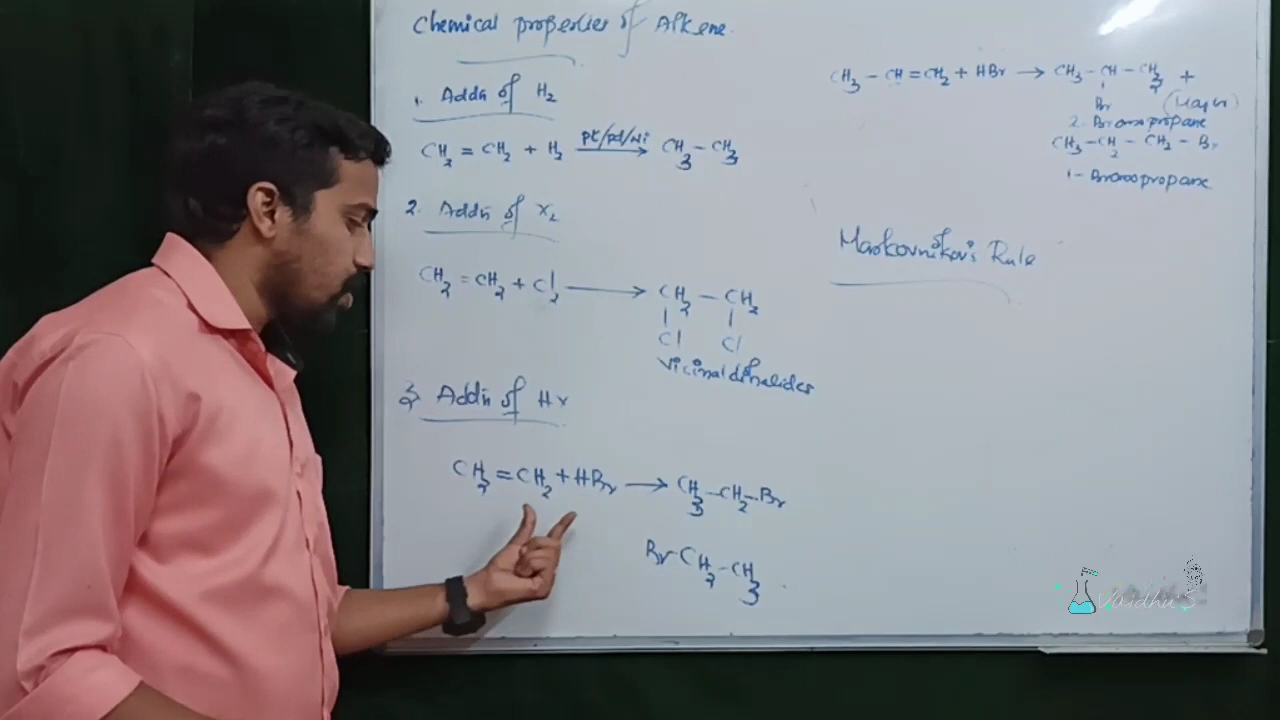 Chemical properties of Alkene.
1. Addn of H2
CH2 = CH2 + H2 Pt/Pd/Ni → CH3 - CH3
2. Addn of X2
CH2 = CH2 + Cl2 → CH2 - CH2
Cl Cl
Vicinal dihalides
3. Addn of HX
CH2 = CH2 + HBr → CH3 - CH2 - Br
Br CH2 - CH3
CH3 - CH = CH2 + HBr → CH3 - CH - CH3 +
Br (Major)
2. Bromopropane
CH3 - CH2 - CH2 - Br
1 - Bromopropane
Markovnikov's Rule
Vaidhu'S